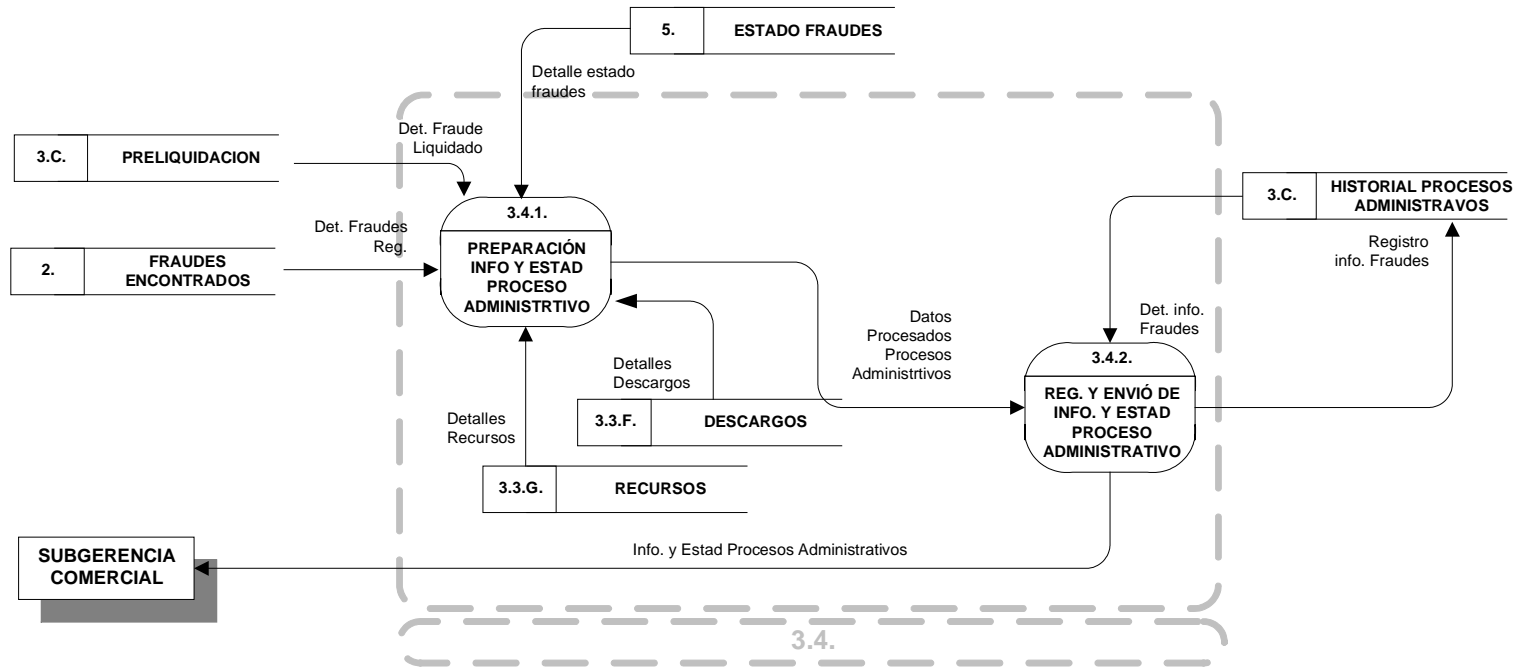 5.
ESTADO FRAUDES
Detalle estado
fraudes
Det. Fraude
Liquidado
3.C.
PRELIQUIDACION
2.
FRAUDES
ENCONTRADOS
Det. Fraudes
Reg.
3.4.1.
PREPARACIÓN
INFO Y ESTAD
PROCESO
ADMINISTRTIVO
3.C.
HISTORIAL PROCESOS
ADMINISTRAVOS
Registro
info. Fraudes
Det. info.
Fraudes
Datos
Procesados
Procesos
Administrtivos
3.4.2.
REG. Y ENVIÓ DE
INFO. Y ESTAD
PROCESO
ADMINISTRATIVO
Detalles
Descargos
3.3.F.
DESCARGOS
Detalles
Recursos
3.3.G.
RECURSOS
Info. y Estad Procesos Administrativos
SUBGERENCIA
COMERCIAL
3.4.